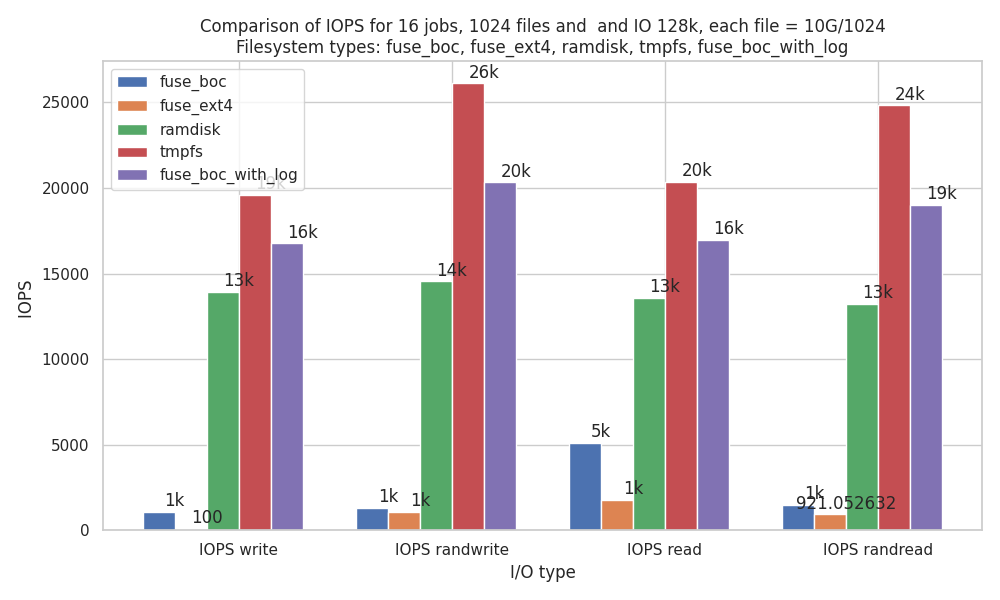 Comparison of IOPS for 16 jobs, 1024 files and  and IO 128k, each file = 10G/1024
Filesystem types: fuse_boc, fuse_ext4, ramdisk, tmpfs, fuse_boc_with_log
fuse_boc
fuse_ext4
ramdisk
tmpfs
fuse_boc_with_log
IOPS
25000
20000
15000
10000
5000
0
1k
100
13k
19k
16k
1k
1k
14k
26k
20k
5k
1k
13k
20k
16k
1k
921.052632
13k
24k
19k
IOPS write
IOPS randwrite
IOPS read
IOPS randread
I/O type